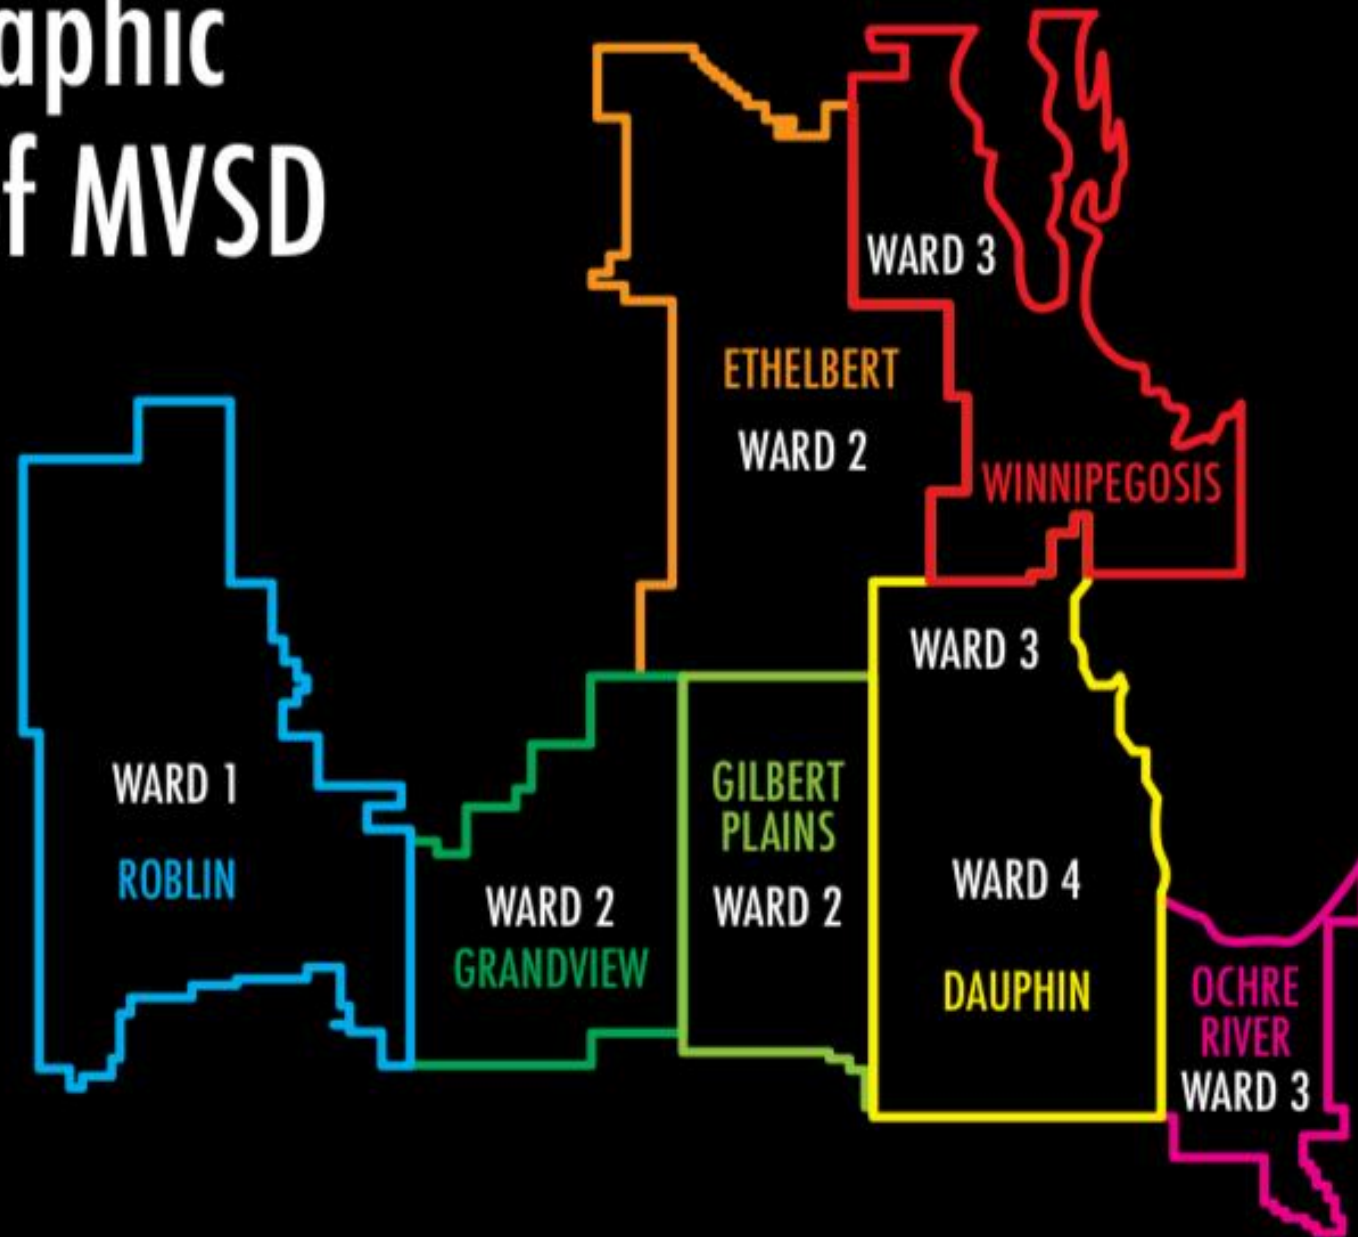 aphic
f MVSD
WARD 3
ETHELBERT
WARD 2
WINNIPEGOSIS
WARD 3
WARD 1
ROBLIN
WARD 2
GRANDVIEW
GILBERT
PLAINS
WARD 2
WARD 4
DAUPHIN
OCHRE
RIVER
WARD 3